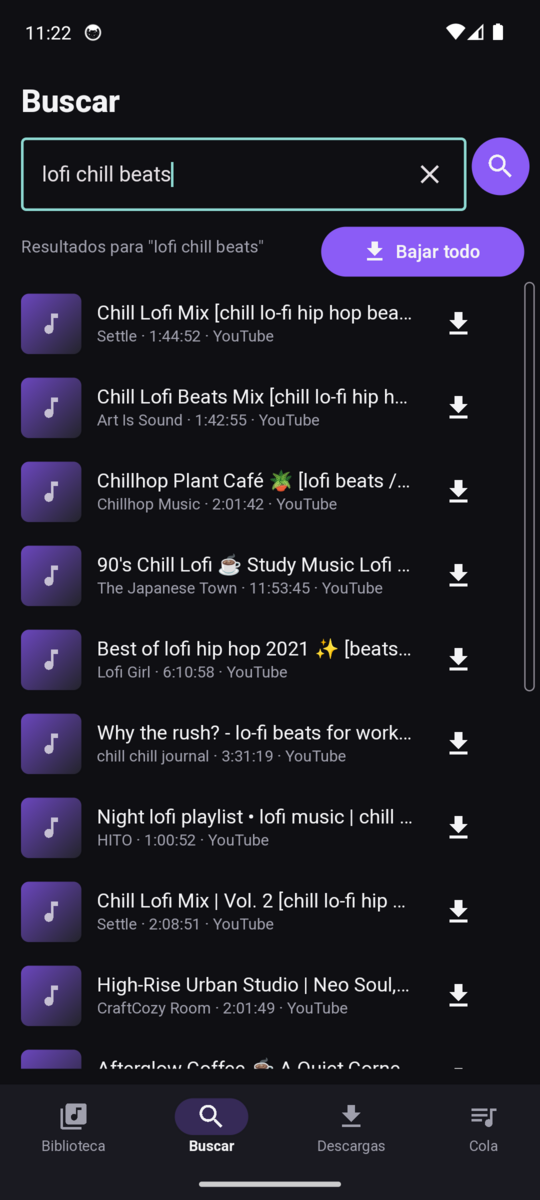 11:22
Buscar
lofi chill beats
Resultados para "lofi chill beats"
Bajar todo
Chill Lofi Mix [chill lo-fi hip hop bea...
Settle · 1:44:52 · YouTube
Chill Lofi Beats Mix [chill lo-fi hip h...
Art Is Sound · 1:42:55 · YouTube
Chillhop Plant Café 🪴 [lofi beats /...
Chillhop Music · 2:01:42 · YouTube
90's Chill Lofi ☕ Study Music Lofi ...
The Japanese Town · 11:53:45 · YouTube
Best of lofi hip hop 2021 ✨ [beats...
Lofi Girl · 6:10:58 · YouTube
Why the rush? - lo-fi beats for work...
chill chill journal · 3:31:19 · YouTube
Night lofi playlist • lofi music | chill ...
HITO · 1:00:52 · YouTube
Chill Lofi Mix | Vol. 2 [chill lo-fi hip ...
Settle · 2:08:51 · YouTube
High-Rise Urban Studio | Neo Soul,...
CraftCozy Room · 2:01:49 · YouTube
Afterglow Coffee ☕ A Quiet Corne...
Biblioteca
Buscar
Descargas
Cola